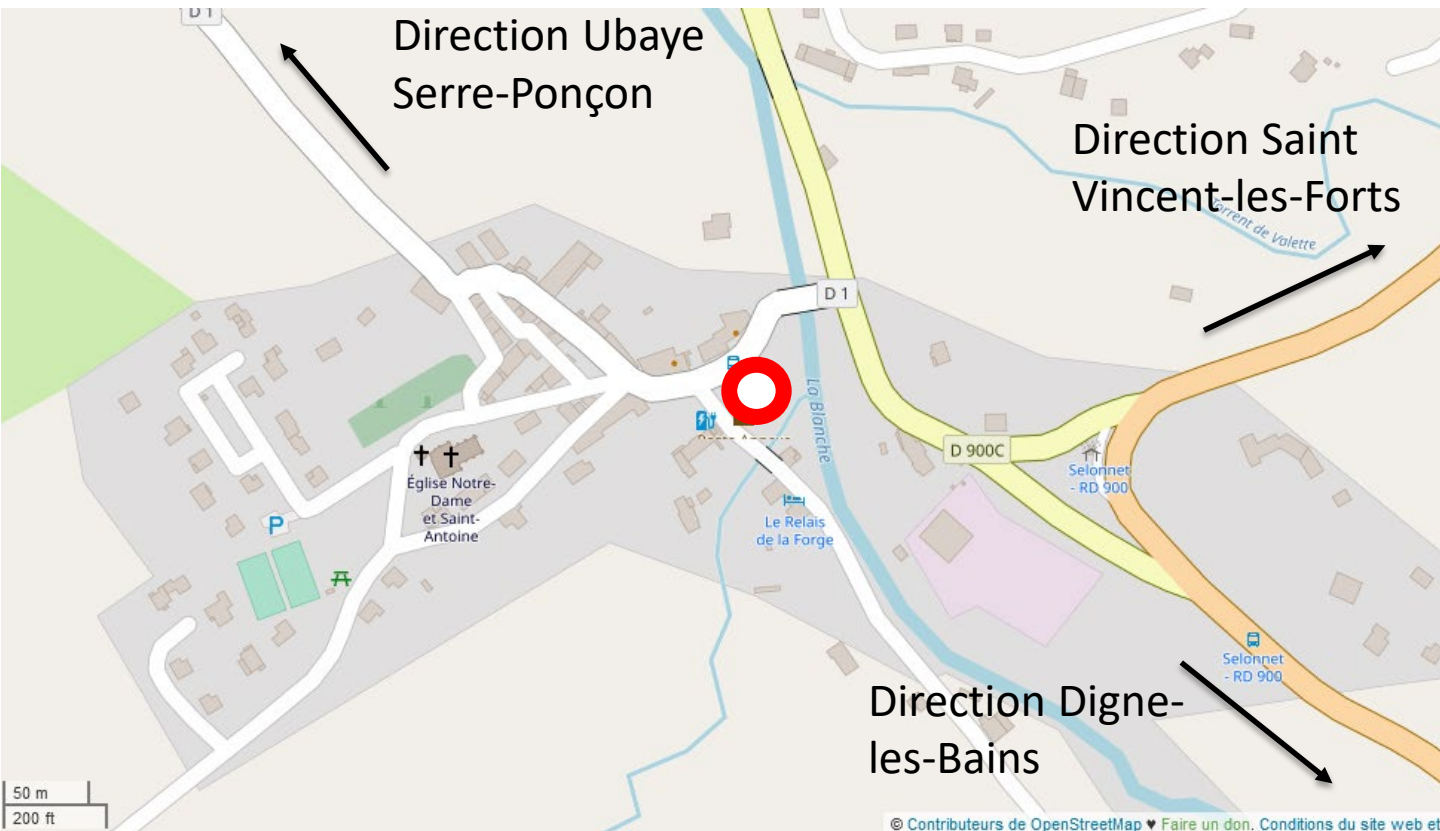 D 1
Direction Ubaye
Serre-Ponçon
Direction Saint
Vincent-les-Forts
Torrent de Valette
D 1
La Blanche
D 900C
Selonnet
- RD 900
Église Notre-
Dame
et Saint-
Antoine
P
Le Relais
de la Forge
Selonnet
- RD 900
Direction Digne-
les-Bains
50 m
200 ft
© Contributeurs de OpenStreetMap ♥ Faire un don. Conditions du site web et